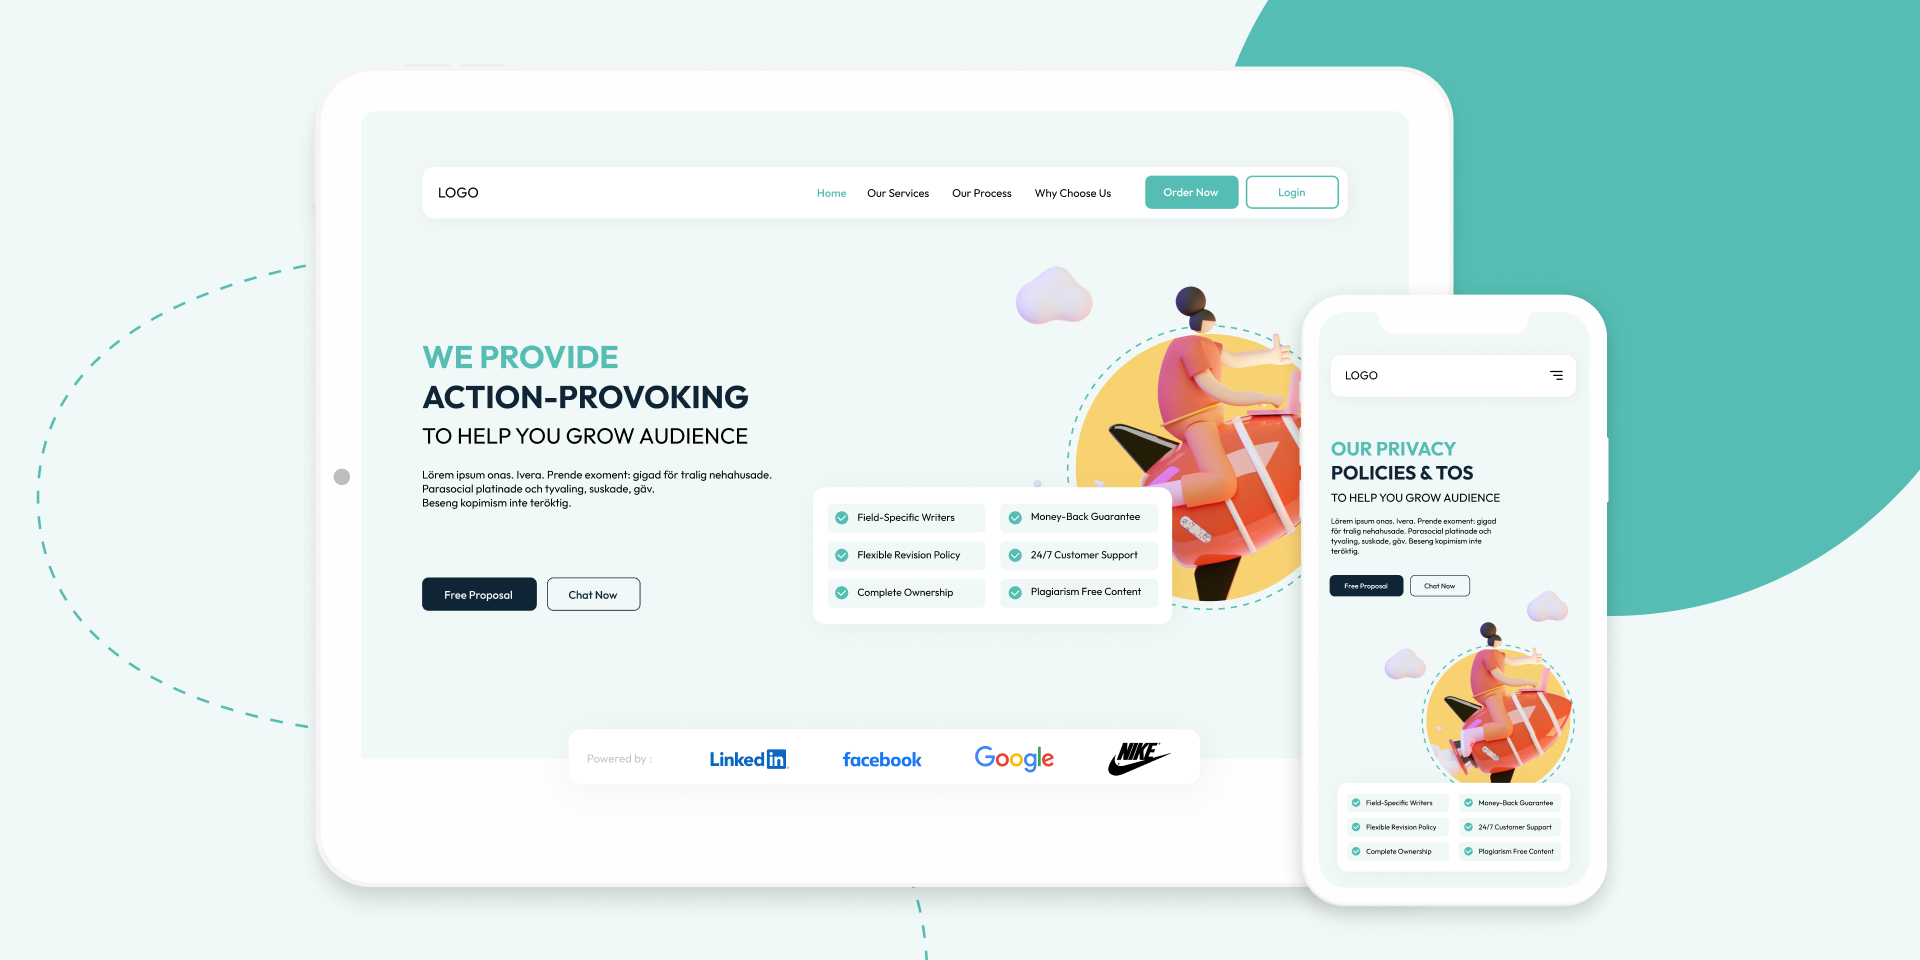 LOGO
Home Our Services Our Process Why Choose Us Order Now Login
WE PROVIDE
ACTION-PROVOKING
TO HELP YOU GROW AUDIENCE
Lörem ipsum onas. Ivera. Prende exoment: gigad för tralig nehahusade.
Parasocial platinade och tyvaling, suskade, gäv.
Beseng kopimism inte teröktig.
Free Proposal Chat Now
Field-Specific Writers Money-Back Guarantee
Flexible Revision Policy 24/7 Customer Support
Complete Ownership Plagiarism Free Content
Powered by : LinkedIn facebook Google NIKE
LOGO
OUR PRIVACY
POLICIES & TOS
TO HELP YOU GROW AUDIENCE
Lörem ipsum onas. Ivera. Prende exoment: gigad
för tralig nehahusade. Parasocial platinade och
tyvaling, suskade, gäv. Beseng kopimism inte
teröktig.
Free Proposal Chat Now
Field-Specific Writers Money-Back Guarantee
Flexible Revision Policy 24/7 Customer Support
Complete Ownership Plagiarism Free Content